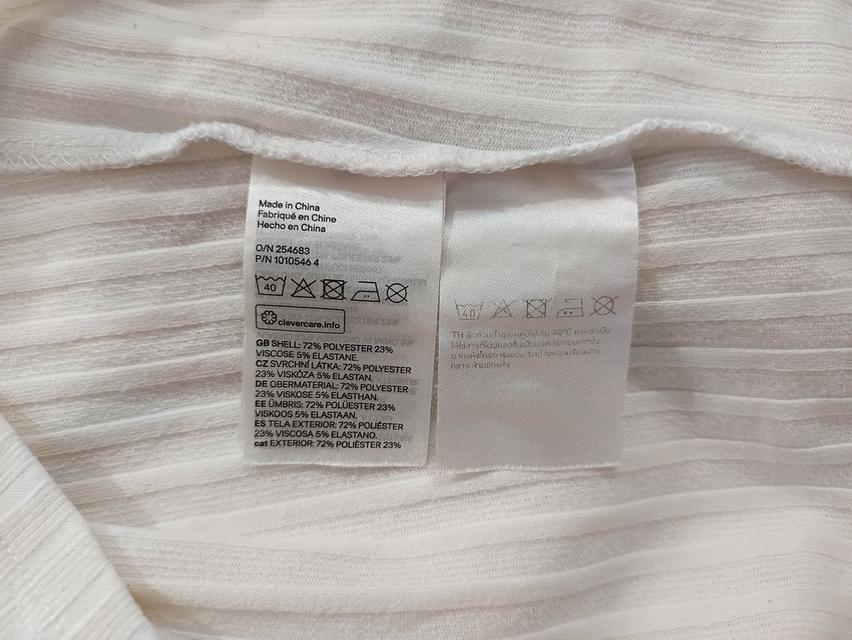 Made in China
Fabriqué en Chine
Hecho en China
O/N 254683
P/N 1010546 4
40
clevercare.info
GB SHELL: 72% POLYESTER 23%
VISCOSE 5% ELASTANE.
CZ SVRCHNÍ LÁTKA: 72% POLYESTER
23% VISKÓZA 5% ELASTAN.
DE OBERMATERIAL: 72% POLYESTER
23% VISKOSE 5% ELASTHAN.
EE ÜMBRIS: 72% POLÜESTER 23%
VISKOOS 5% ELASTAAN.
ES TELA EXTERIOR: 72% POLIÉSTER
23% VISCOSA 5% ELASTANO.
cat EXTERIOR: 72% POLIÈSTER 23%
40
TH 40°C